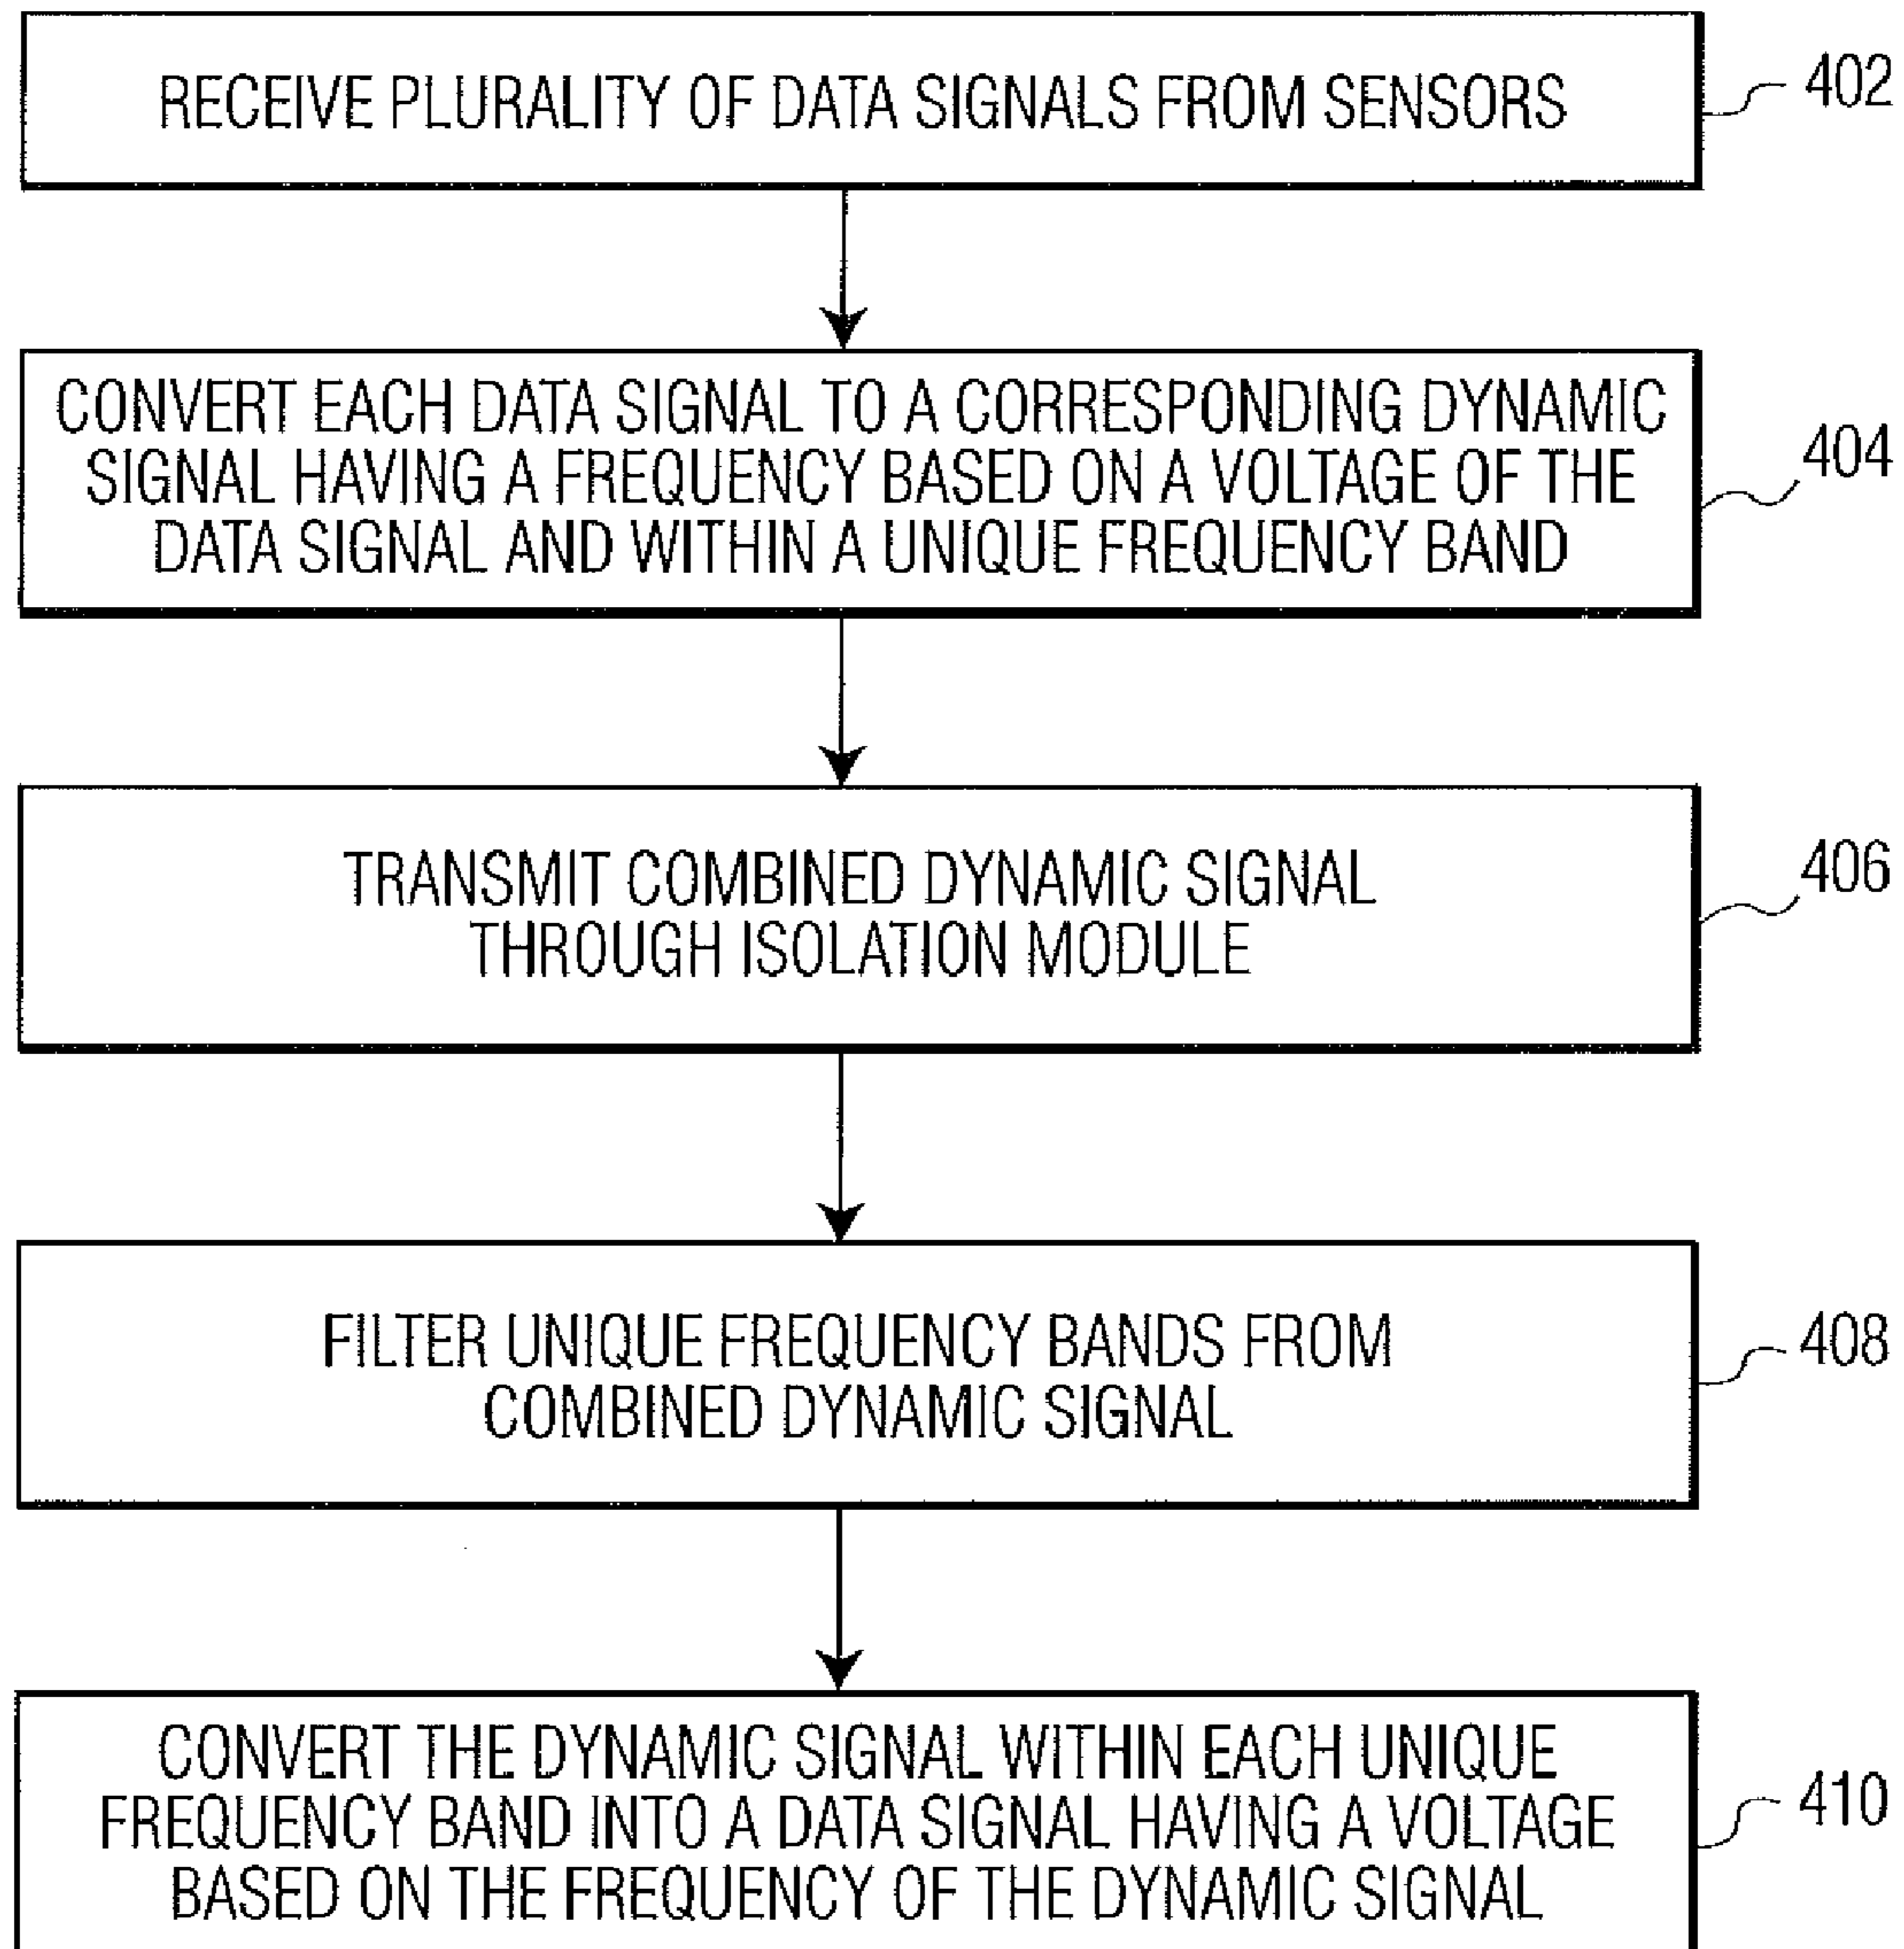 RECEIVE PLURALITY OF DATA SIGNALS FROM SENSORS
402
CONVERT EACH DATA SIGNAL TO A CORRESPONDING DYNAMIC
SIGNAL HAVING A FREQUENCY BASED ON A VOLTAGE OF THE
DATA SIGNAL AND WITHIN A UNIQUE FREQUENCY BAND
404
TRANSMIT COMBINED DYNAMIC SIGNAL
THROUGH ISOLATION MODULE
406
FILTER UNIQUE FREQUENCY BANDS FROM
COMBINED DYNAMIC SIGNAL
408
CONVERT THE DYNAMIC SIGNAL WITHIN EACH UNIQUE
FREQUENCY BAND INTO A DATA SIGNAL HAVING A VOLTAGE
BASED ON THE FREQUENCY OF THE DYNAMIC SIGNAL
410